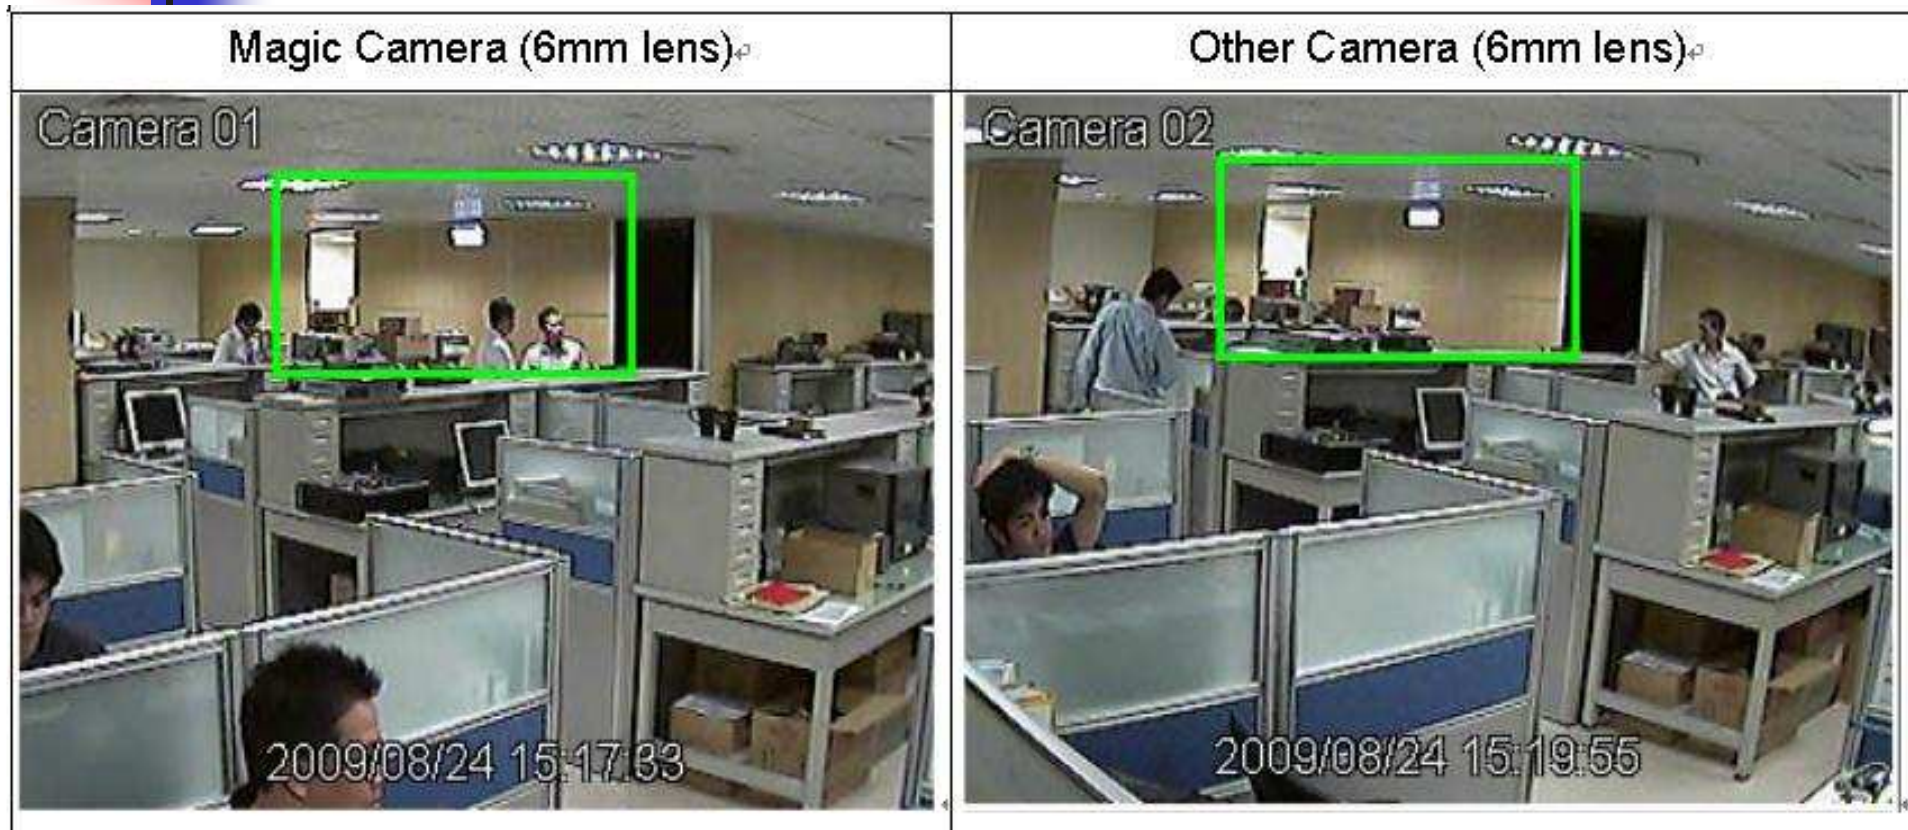 Magic Camera (6mm lens)
Other Camera (6mm lens)
Camera 01
Camera 02
2009/08/24 15:17:33
2009/08/24 15:19:55